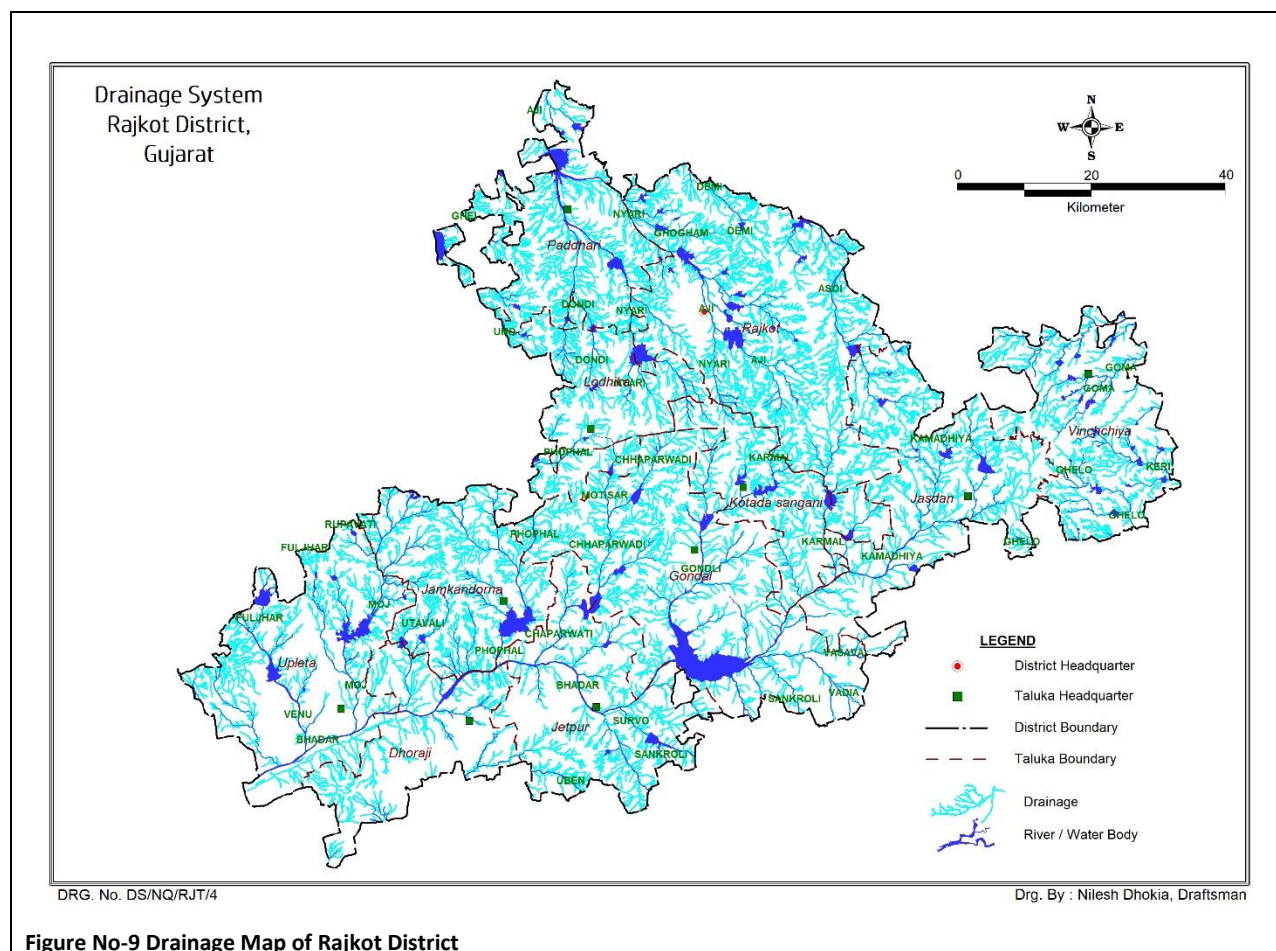 Drainage System
Rajkot District,
Gujarat
N
W E
S
0 20 40
Kilometer
AJI
DEMI
GHEI
NYARI
GHOGHAM
DEMI
Paddhari
ASOI
DONDI
NYARI
AJI
UND
Rajkot
DONDI
NYARI
AJI
GOMA
Lodhika
NYARI
GOMA
Vinchchiya
KAMADHIYA
PHOPHAL
CHHAPARWADI
KARMAL
GHELO
KERI
MOTISAR
Kotada sangani
Jasdan
GHELO
RUPAVATI
PHOPHAL
CHHAPARWADI
KARMAL
GHELO
FULJHAR
KAMADHIYA
GONDLI
Gondal
Jamkandorna
MOJ
FULJHAR
UTAVALI
CHAPARWATI
PHOPHAL
VASAVA
Upleta
MOJ
BHADAR
SANKROLI
VADIA
VENU
SURVO
Jetpur
BHADAR
Dhoraji
SANKROLI
UBEN
LEGEND
District Headquarter
Taluka Headquarter
District Boundary
Taluka Boundary
Drainage
River / Water Body
DRG. No. DS/NQ/RJT/4
Drg. By : Nilesh Dhokia, Draftsman
Figure No-9 Drainage Map of Rajkot District